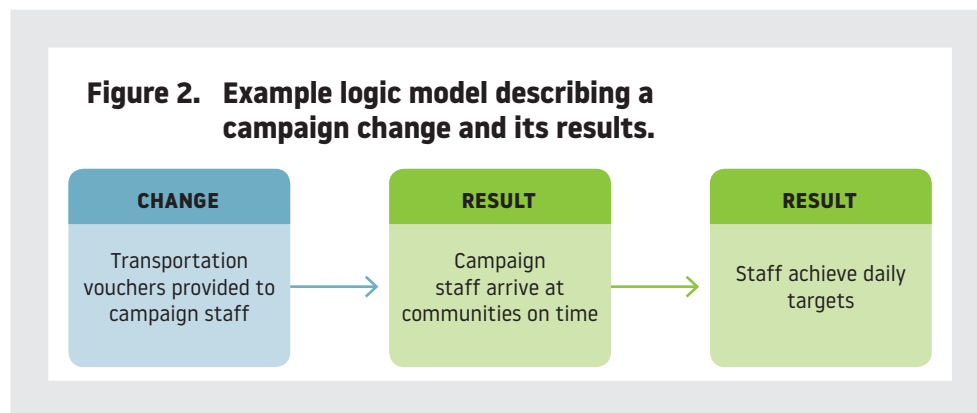 Figure 2. Example logic model describing a
campaign change and its results.
CHANGE
Transportation
vouchers provided to
campaign staff
RESULT
Campaign
staff arrive at
communities on time
RESULT
Staff achieve daily
targets